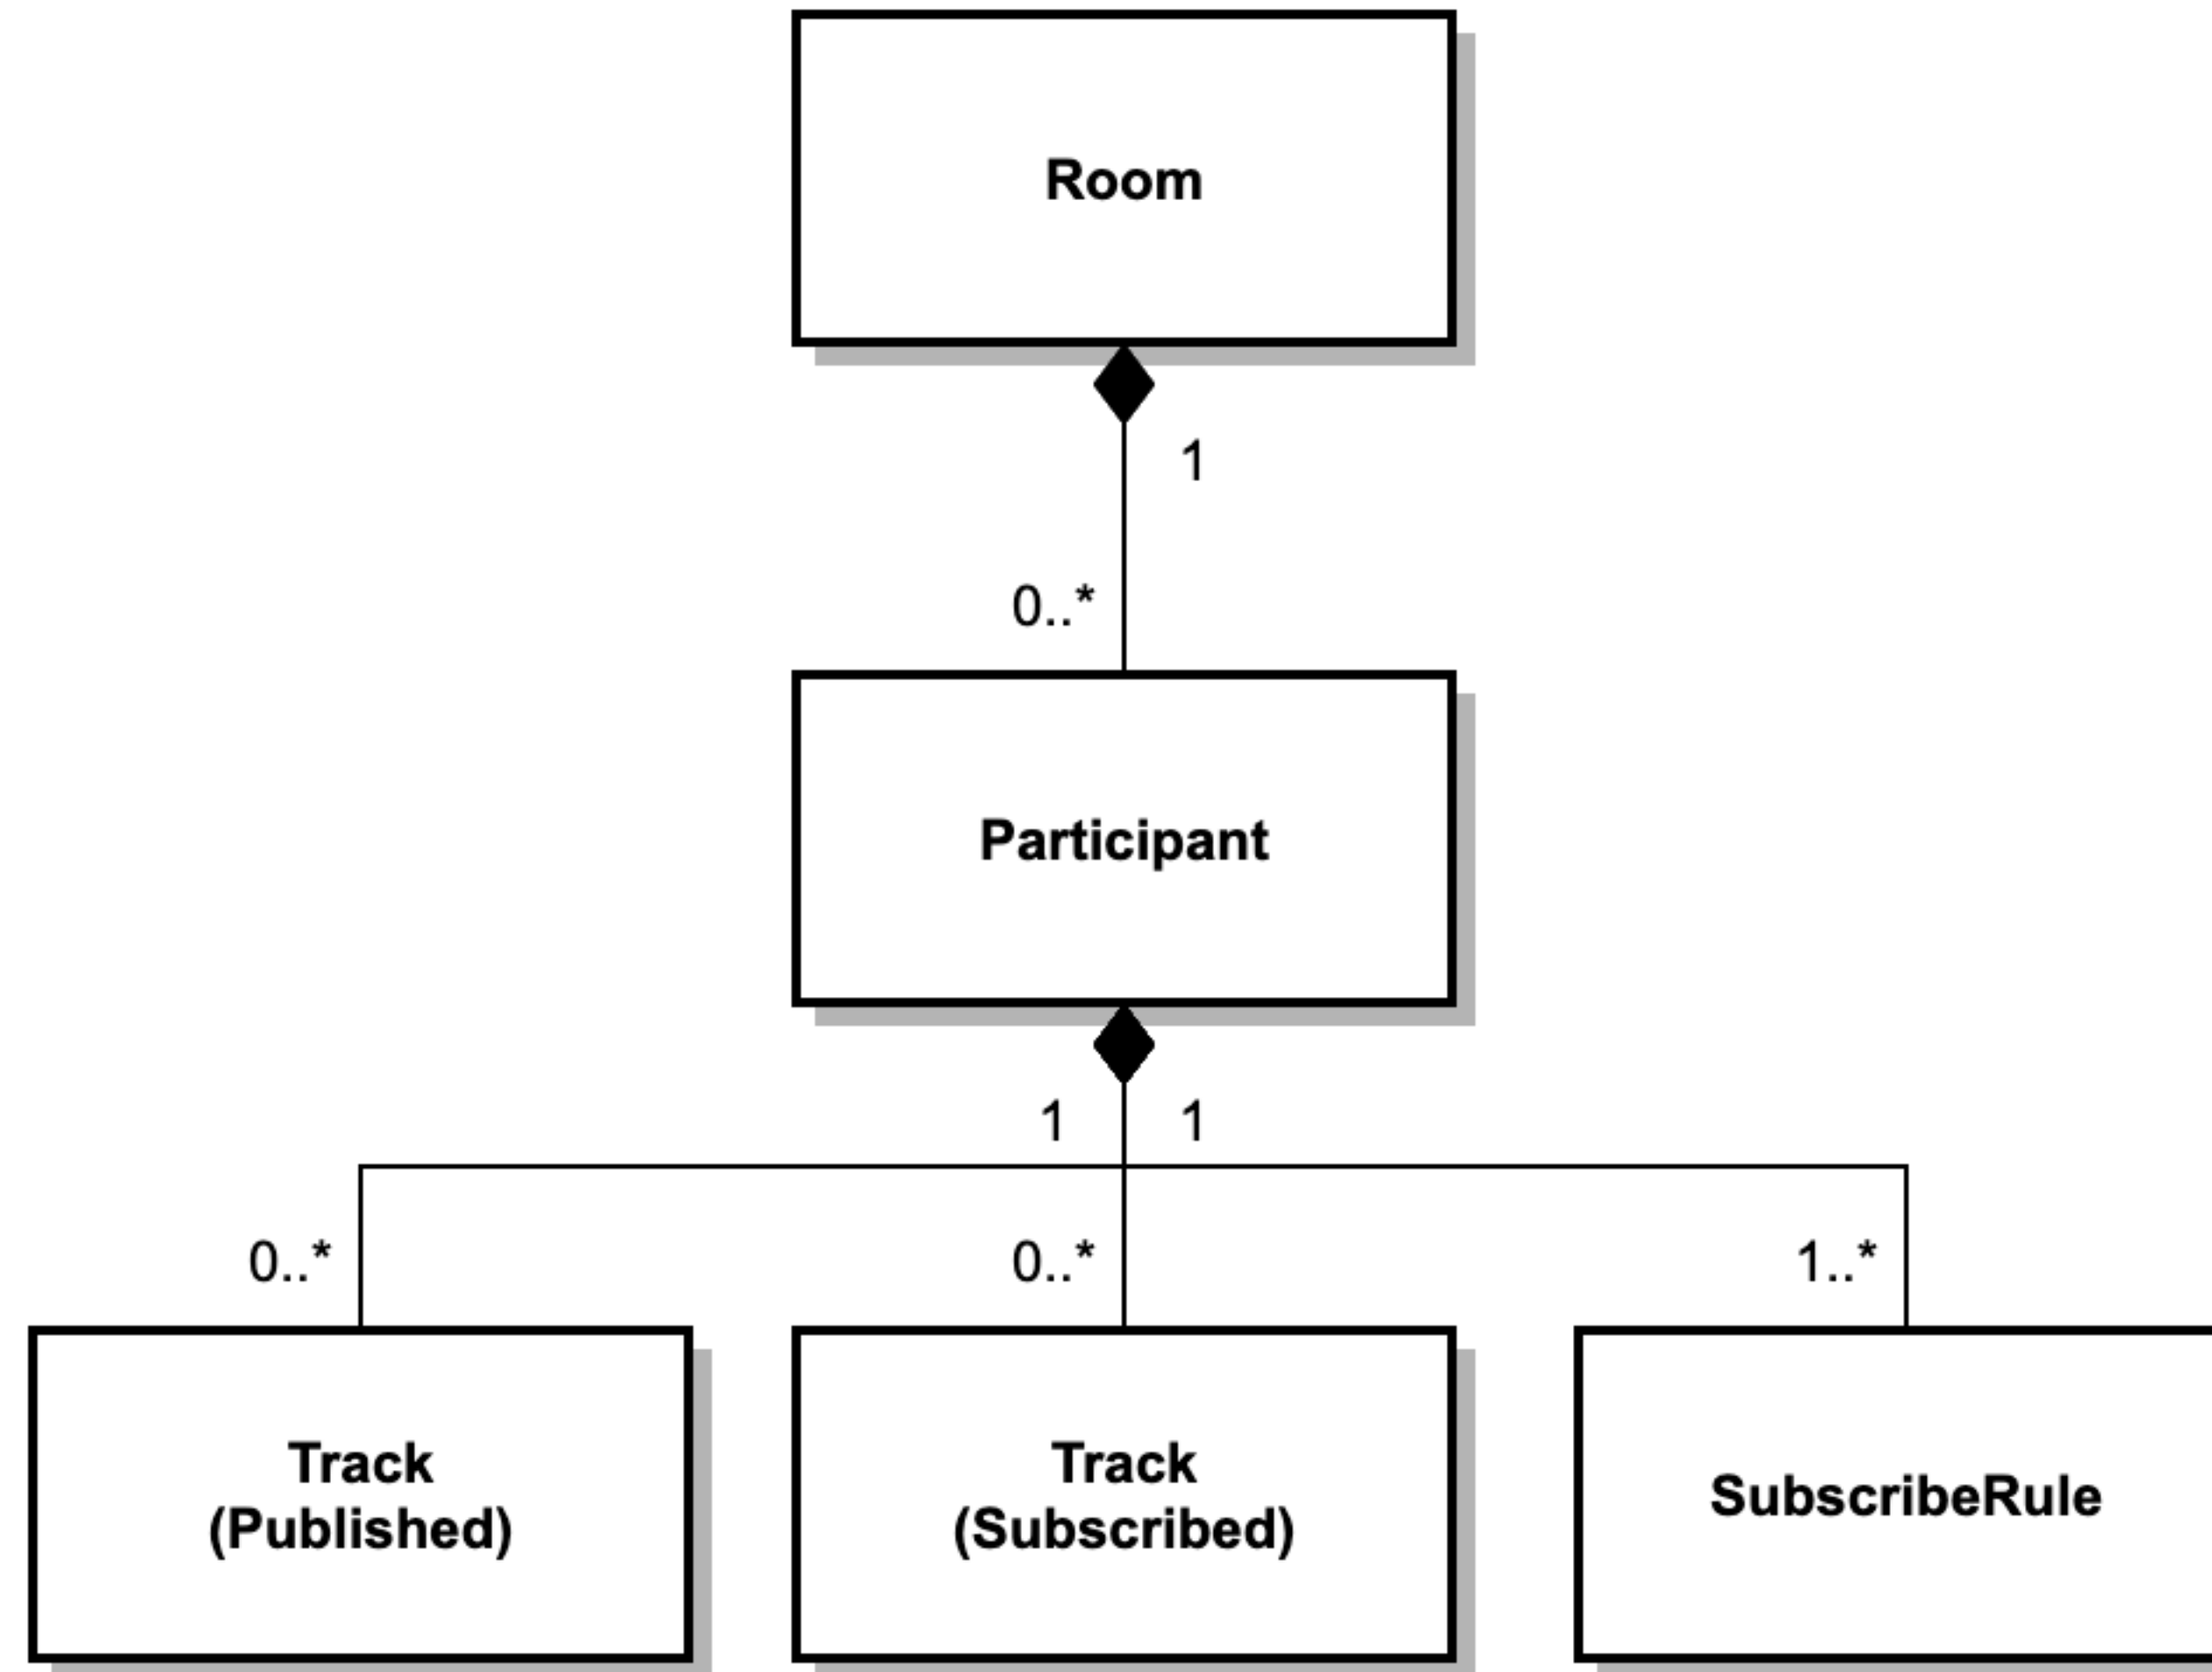 Room
1
0..*
Participant
1 1
0..* 0..* 1..*
Track
(Published)
Track
(Subscribed)
SubscribeRule